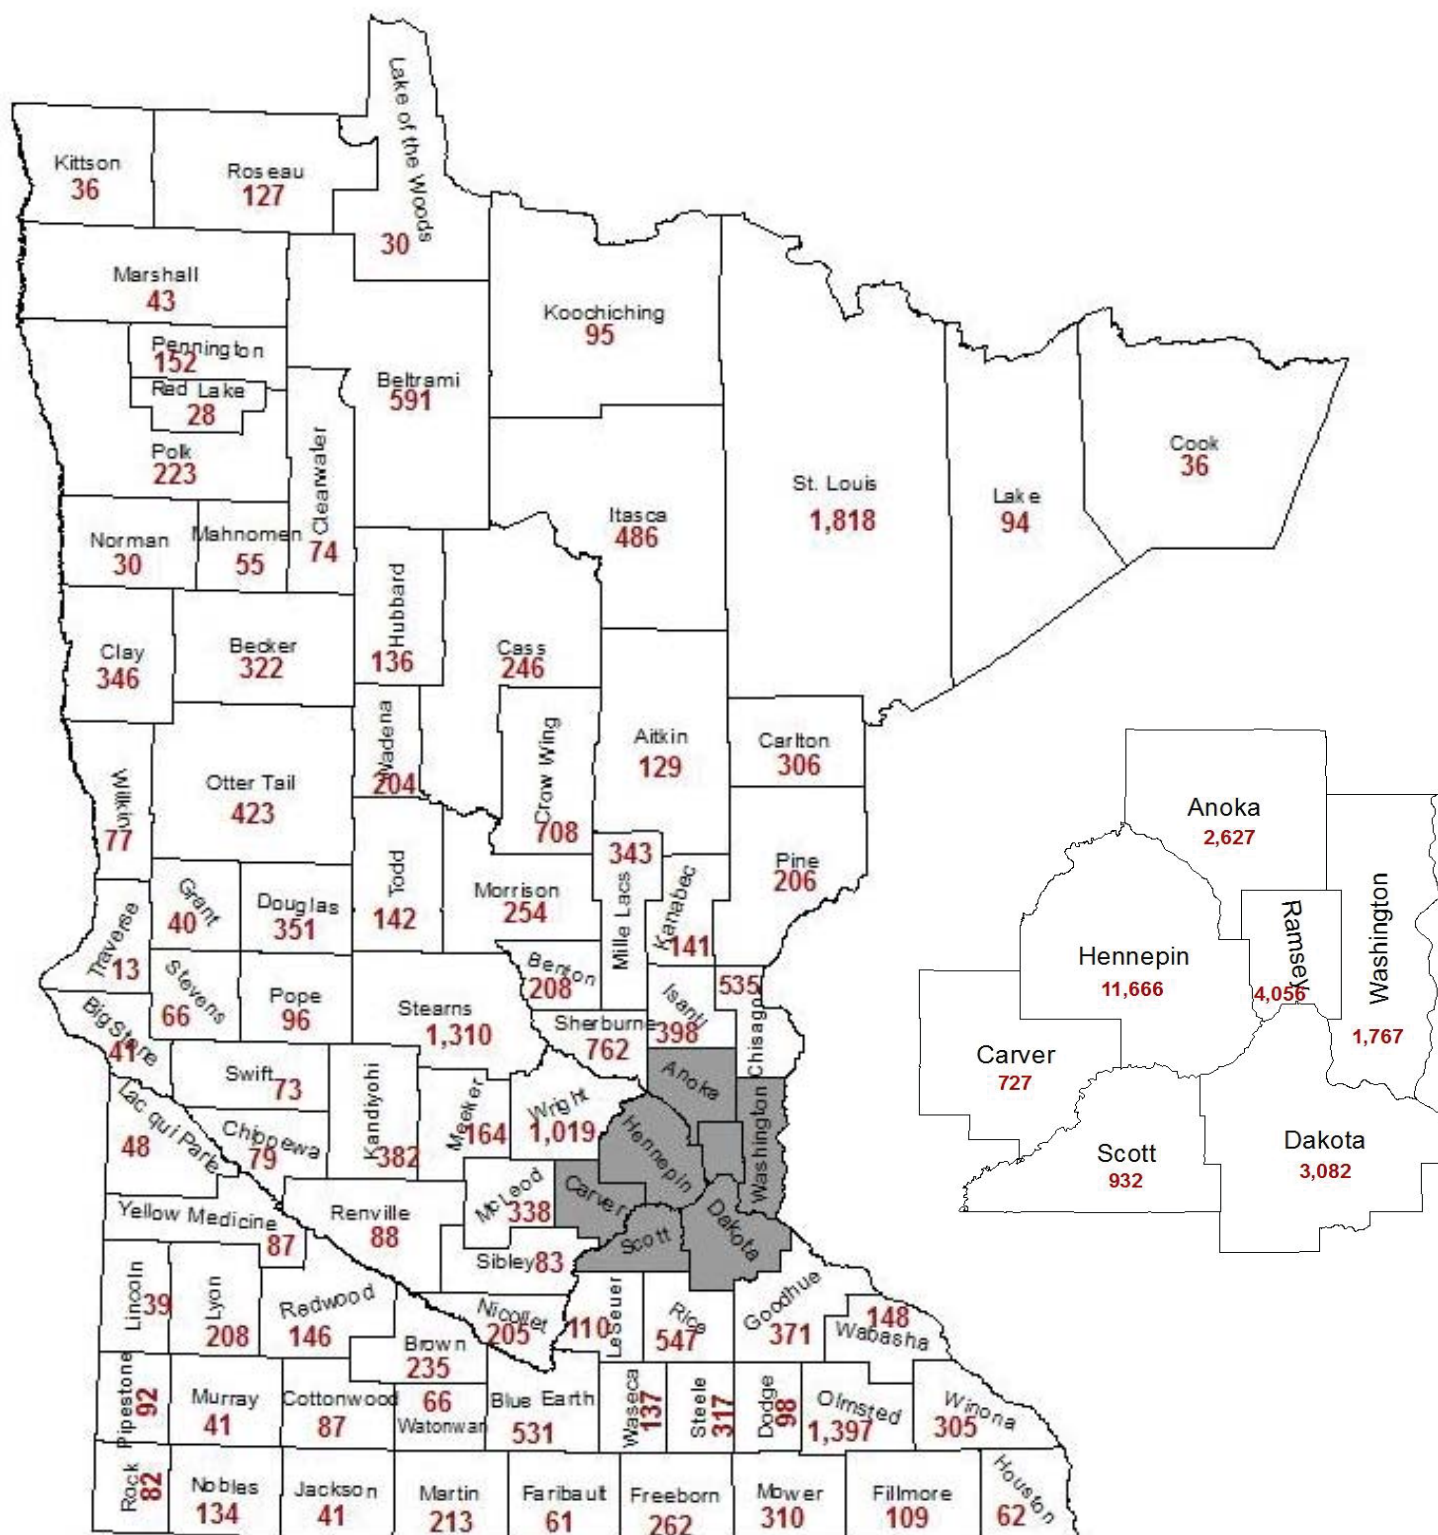 Lake of the Woods
30
Kittson
36
Roseau
127
Marshall
43
Koochiching
95
Pennington
152
Red Lake
28
Beltrami
591
Polk
223
Clearwater
74
Cook
36
St. Louis
1,818
Lake
94
Itasca
486
Norman
30
Mahnomen
55
Hubbard
136
Clay
346
Becker
322
Cass
246
Wadena
204
Crow Wing
708
Aitkin
129
Carlton
306
Wilkin
77
Otter Tail
423
Todd
142
343
Mille Lacs
Pine
206
Grant
40
Douglas
351
Morrison
254
Kanabec
141
Traverse
13
Stevens
66
Pope
96
Stearns
1,310
Benton
208
Isanti
398
535
Chisago
Big Stone
41
Sherburne
762
Swift
73
Kandiyohi
382
Meeker
164
Wright
1,019
Anoka
Washington
Hennepin
Lac qui Parle
48
Chippewa
79
McLeod
338
Carver
Scott
Dakota
Yellow Medicine
87
Renville
88
Sibley
83
Lincoln
39
Lyon
208
Redwood
146
Nicollet
205
LeSeuer
110
Rice
547
Goodhue
371
148
Wabasha
Brown
235
Pipestone
92
Murray
41
Cottonwood
87
66
Watonwan
Blue Earth
531
Waseca
137
Steele
317
Dodge
98
Olmsted
1,397
Winona
305
Rock
82
Nobles
134
Jackson
41
Martin
213
Faribault
61
Freeborn
262
Mower
310
Fillmore
109
Houston
62
Anoka
2,627
Hennepin
11,666
Ramsey
4,056
Washington
1,767
Carver
727
Scott
932
Dakota
3,082